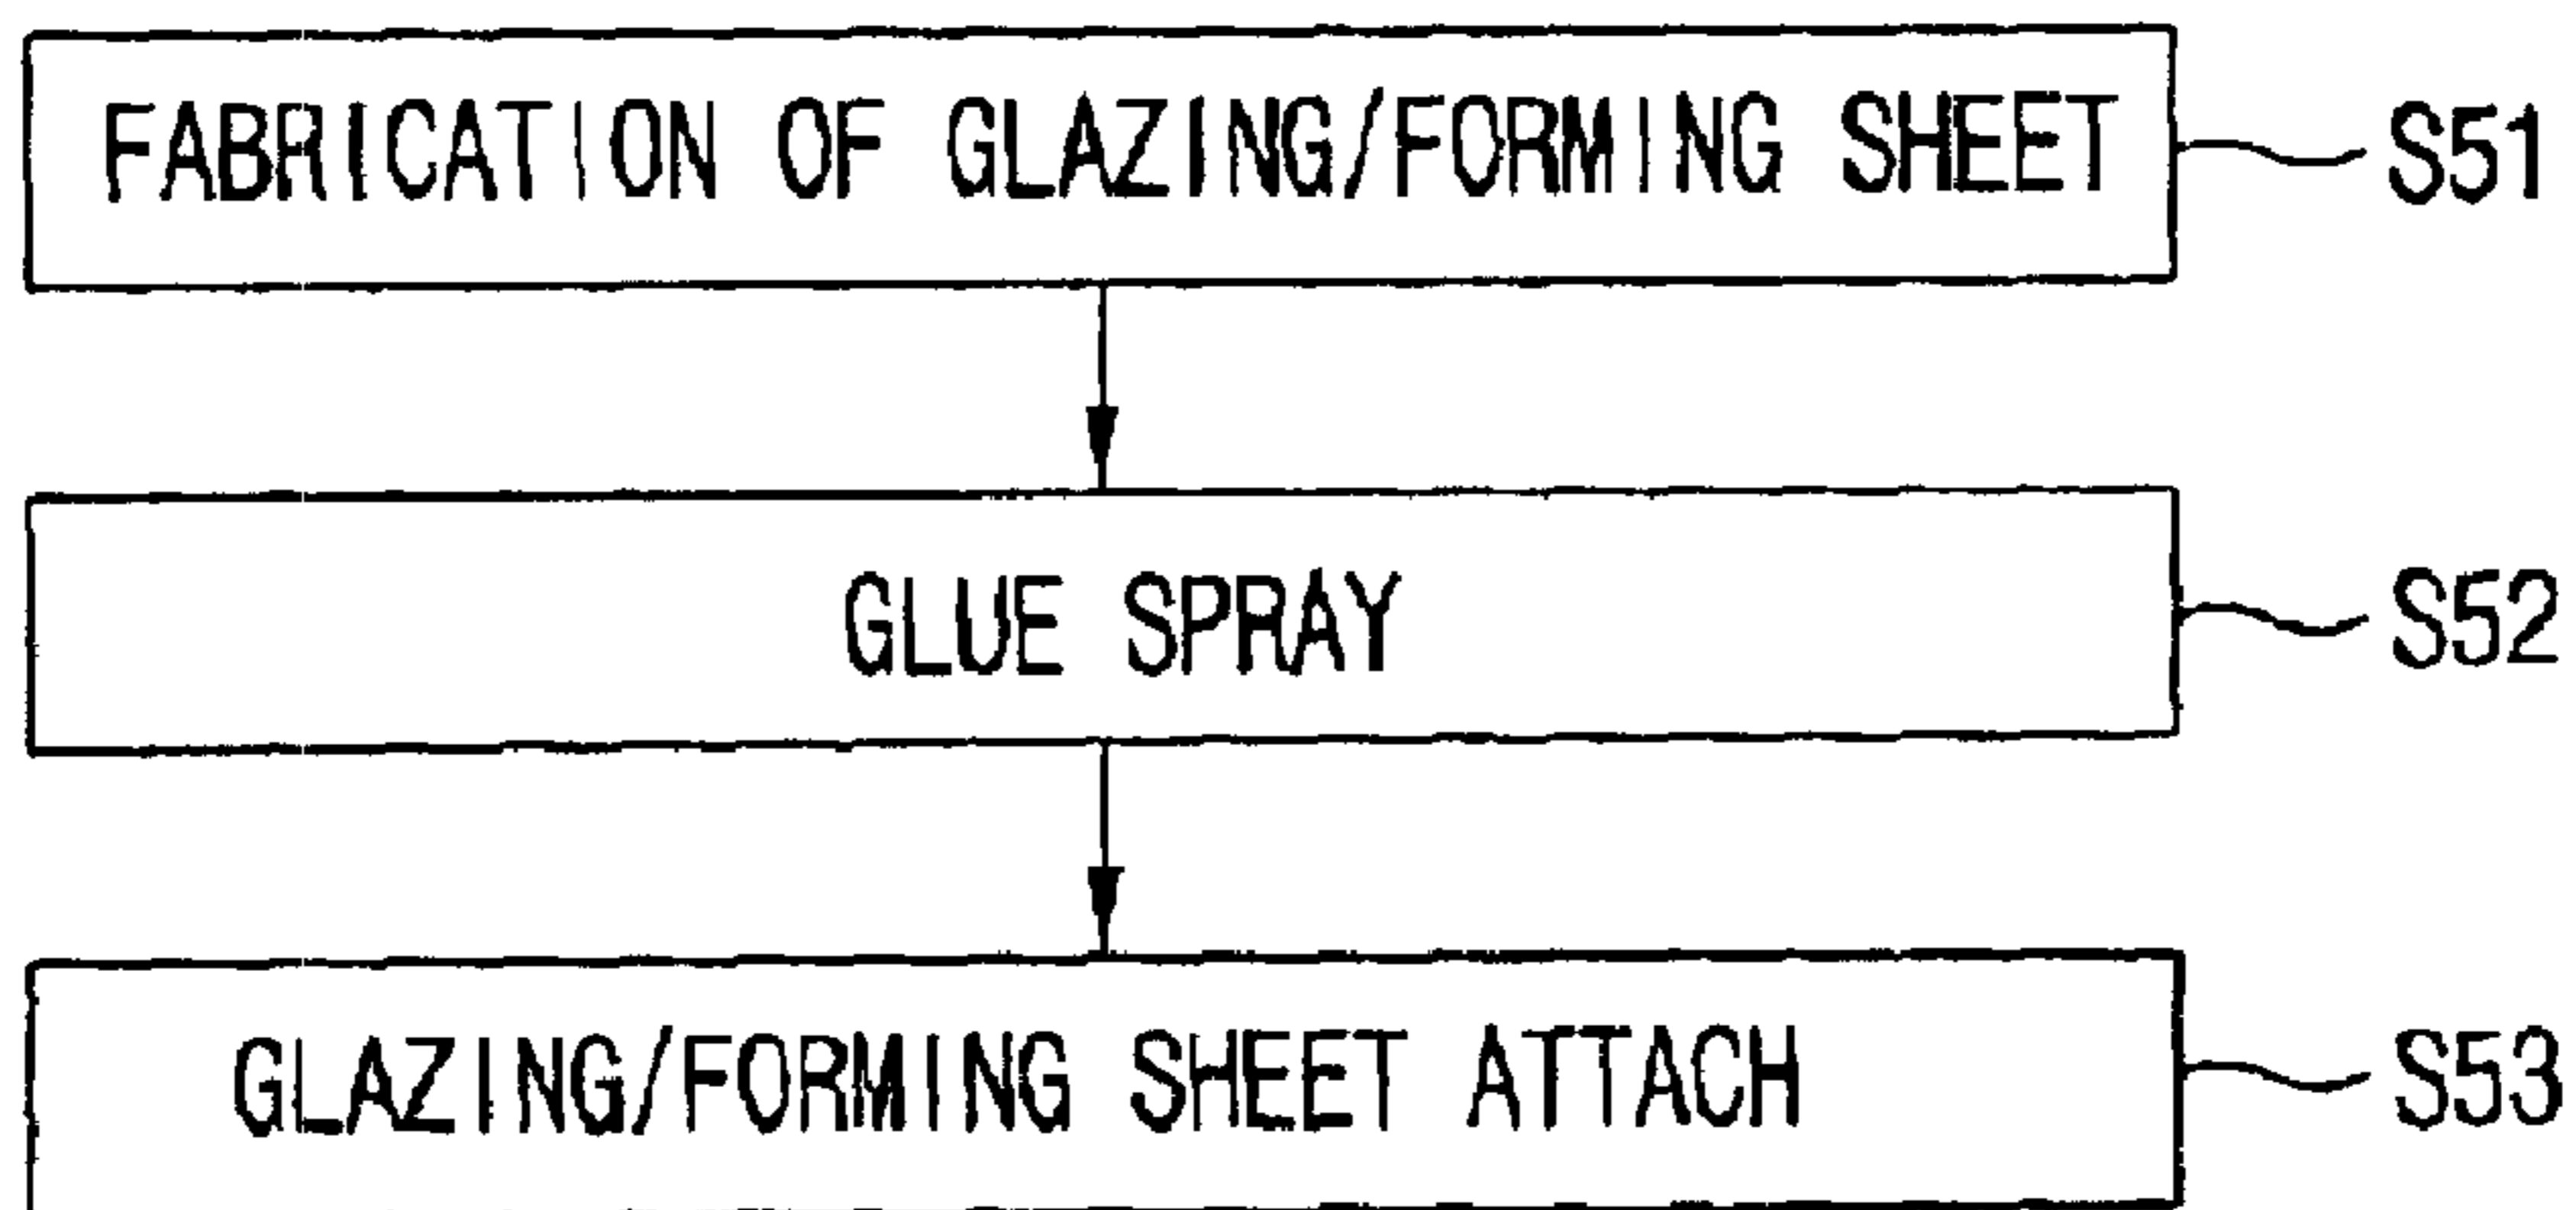 FABRICATION OF GLAZING/FORMING SHEET S51
GLUE SPRAY S52
GLAZING/FORMING SHEET ATTACH S53